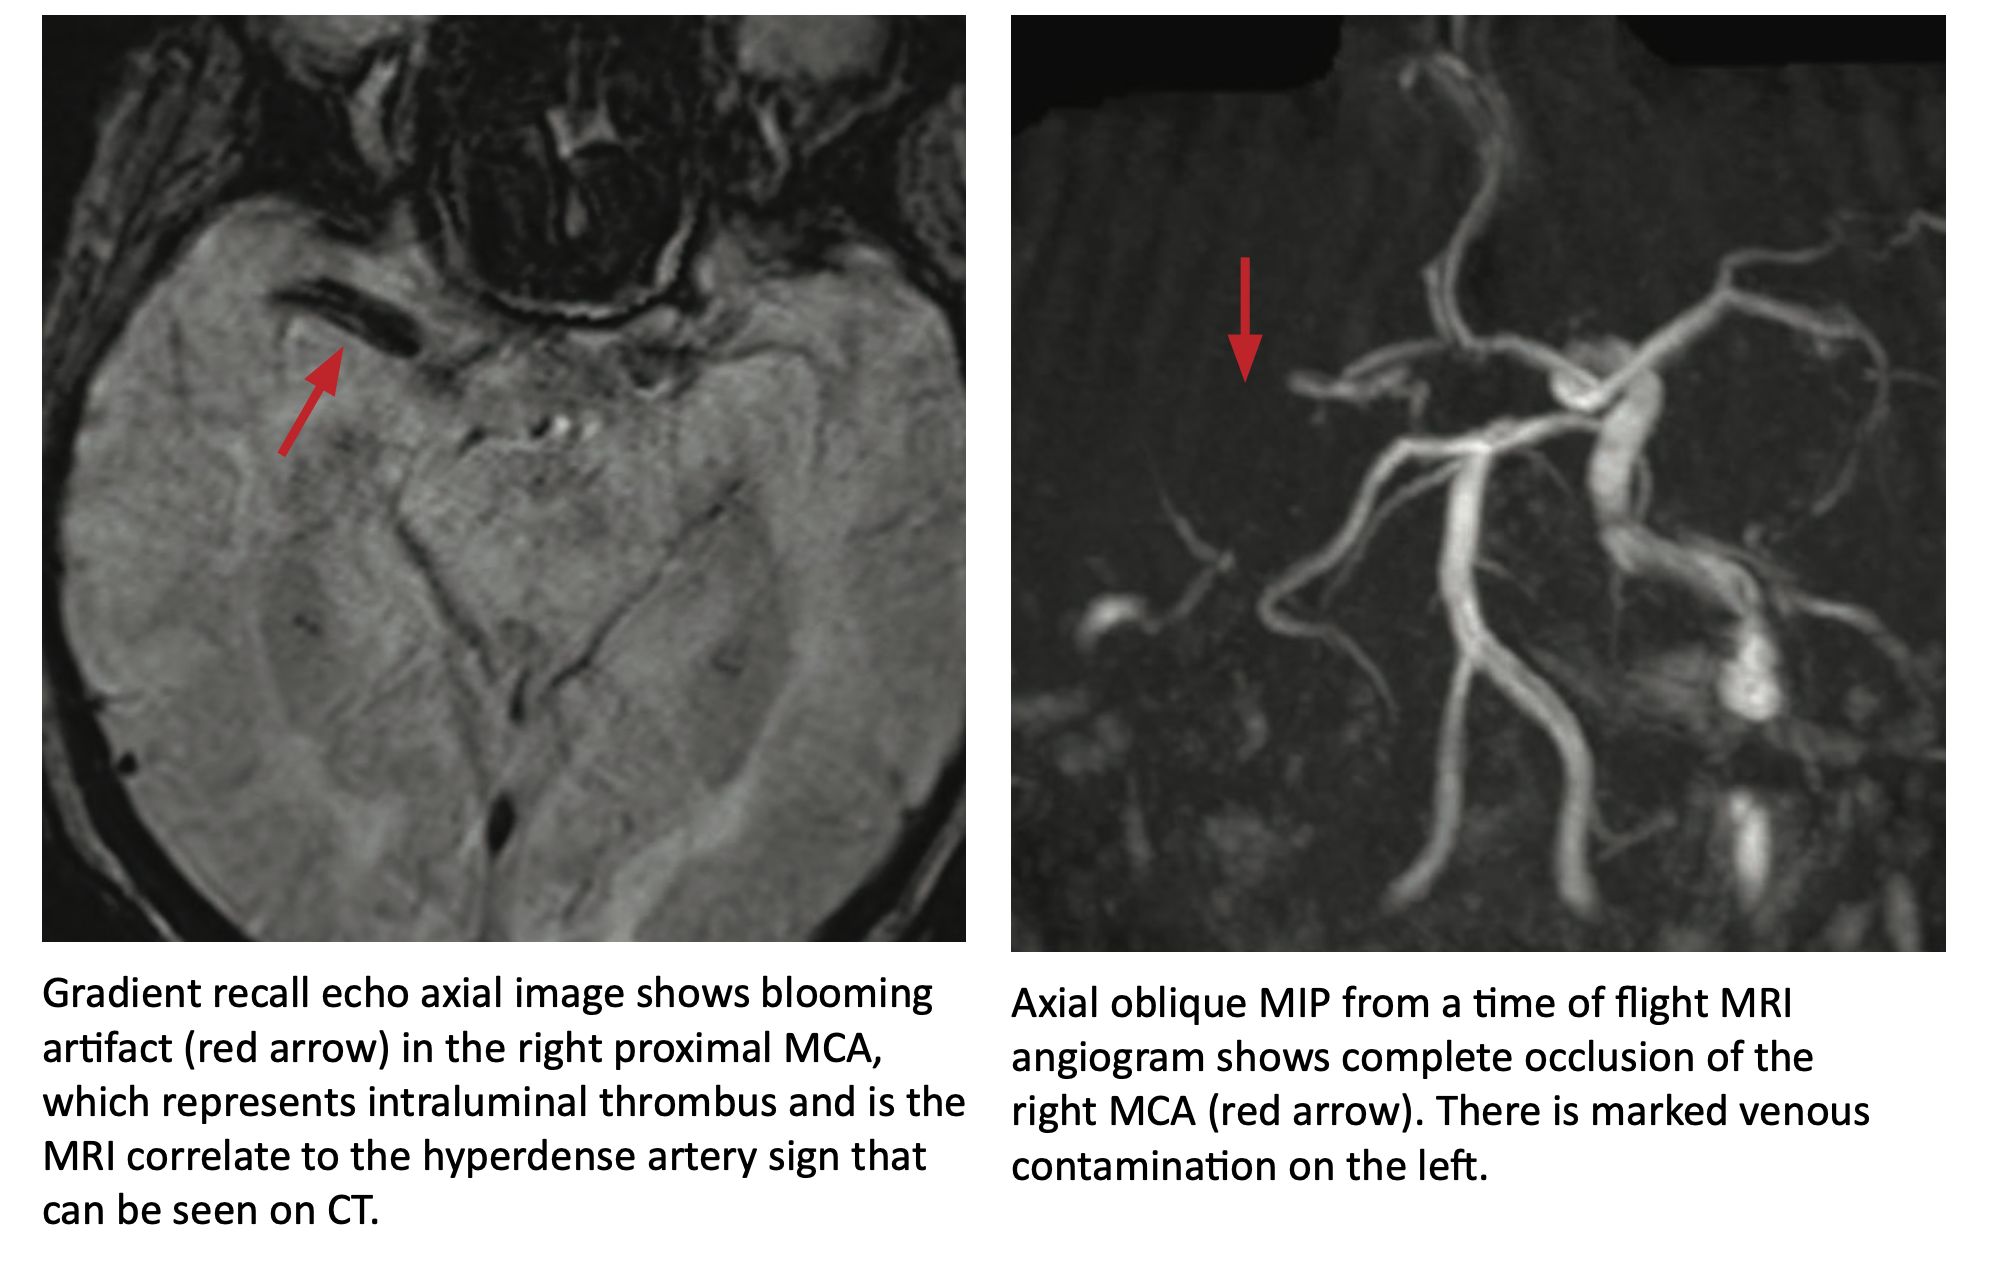 Gradient recall echo axial image shows blooming
artifact (red arrow) in the right proximal MCA,
which represents intraluminal thrombus and is the
MRI correlate to the hyperdense artery sign that
can be seen on CT.
Axial oblique MIP from a time of flight MRI
angiogram shows complete occlusion of the
right MCA (red arrow). There is marked venous
contamination on the left.